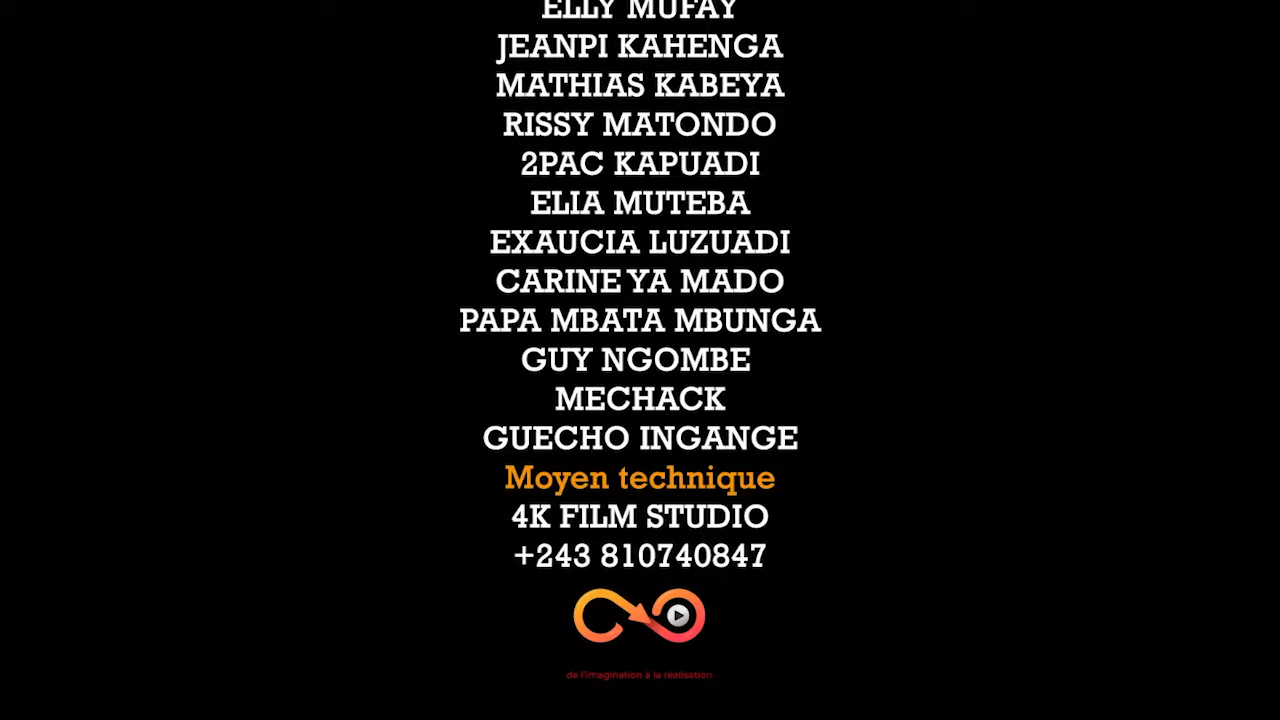 ELLY MUFAY
JEANPI KAHENGA
MATHIAS KABEYA
RISSY MATONDO
2PAC KAPUADI
ELIA MUTEBA
EXAUCIA LUZUADI
CARINE YA MADO
PAPA MBATA MBUNGA
GUY NGOMBE
MECHACK
GUECHO INGANGE
Moyen technique
4K FILM STUDIO
+243 810740847
de l'imagination à la réalisation